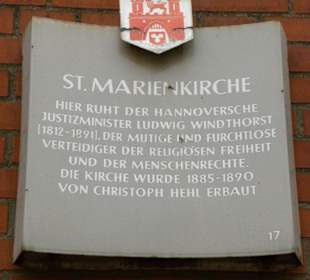 ST. MARIENKIRCHE
HIER RUHT DER HANNOVERSCHE
JUSTIZMINISTER LUDWIG WINDTHORST
(1812-1891), DER MUTIGE UND FURCHTLOSE
VERTEIDIGER DER RELIGIÖSEN FREIHEIT
UND DER MENSCHENRECHTE.
DIE KIRCHE WURDE 1885-1890
VON CHRISTOPH HEHL ERBAUT
17